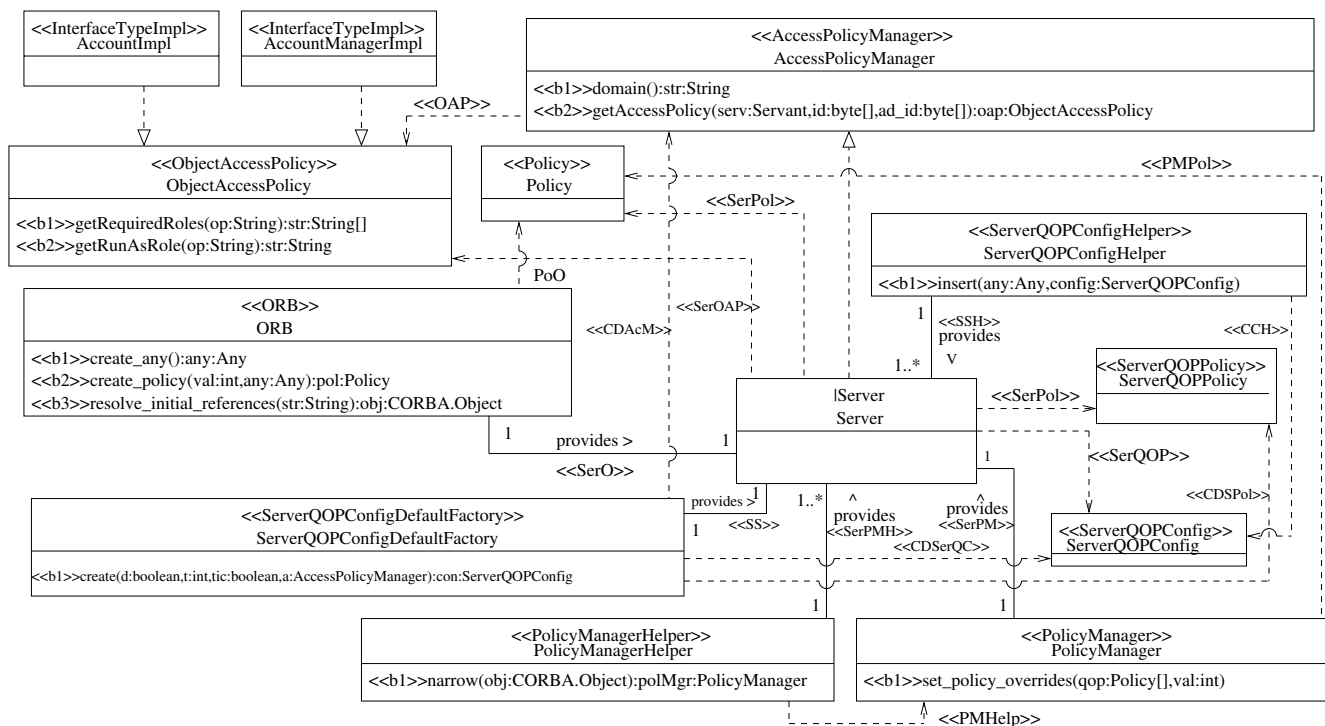 <<InterfaceTypeImpl>>
AccountImpl
<<InterfaceTypeImpl>>
AccountManagerImpl
<<AccessPolicyManager>>
AccessPolicyManager
<<b1>>domain():str:String
<<b2>>getAccessPolicy(serv:Servant,id:byte[],ad_id:byte[]):oap:ObjectAccessPolicy
<<OAP>>
<<ObjectAccessPolicy>>
ObjectAccessPolicy
<<b1>>getRequiredRoles(op:String):str:String[]
<<b2>>getRunAsRole(op:String):str:String
<<Policy>>
Policy
<<PMPol>>
<<SerPol>>
<<ServerQOPConfigHelper>>
ServerQOPConfigHelper
<<b1>>insert(any:Any,config:ServerQOPConfig)
PoO
<<ORB>>
ORB
<<b1>>create_any():any:Any
<<b2>>create_policy(val:int,any:Any):pol:Policy
<<b3>>resolve_initial_references(str:String):obj:CORBA.Object
<<SerOAP>>
<<CDAcM>>
1
<<SSH>>
provides
V
1..*
<<CCH>>
<<ServerQOPPolicy>>
ServerQOPPolicy
|Server
Server
<<SerPol>>
<<SerQOP>>
1
provides >
1
<<SerO>>
1
<<CDSPol>>
<<ServerQOPConfigDefaultFactory>>
ServerQOPConfigDefaultFactory
<<b1>>create(d:boolean,t:int,tic:boolean,a:AccessPolicyManager):con:ServerQOPConfig
provides >
1
1
<<SS>>
1..*
^
provides
<<SerPMH>>
^
provides
<<SerPM>>
<<CDSerQC>>
<<ServerQOPConfig>>
ServerQOPConfig
1
1
<<PolicyManagerHelper>>
PolicyManagerHelper
<<b1>>narrow(obj:CORBA.Object):polMgr:PolicyManager
<<PolicyManager>>
PolicyManager
<<b1>>set_policy_overrides(qop:Policy[],val:int)
<<PMHelp>>